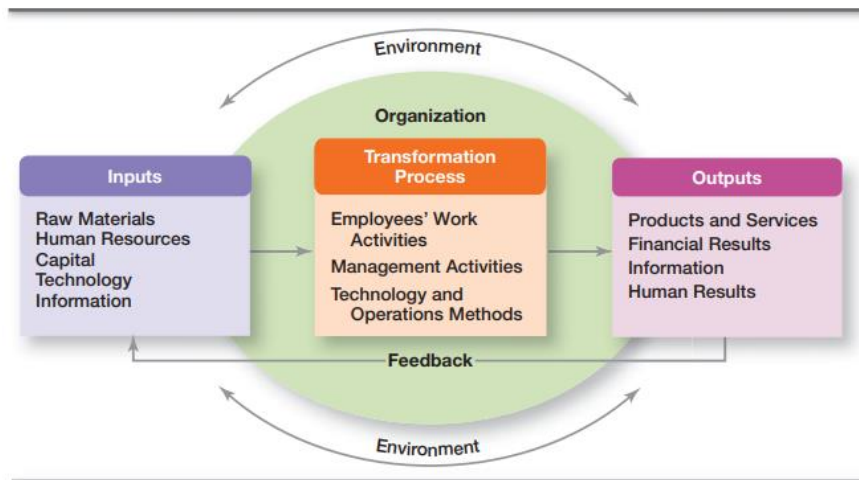 Environment
Organization
Inputs
Raw Materials
Human Resources
Capital
Technology
Information
Transformation
Process
Employees' Work
Activities
Management Activities
Technology and
Operations Methods
Outputs
Products and Services
Financial Results
Information
Human Results
Feedback
Environment